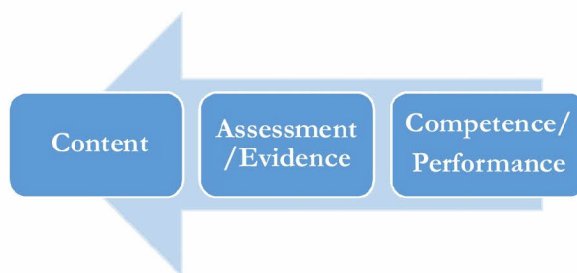 Content
Assessment
/Evidence
Competence/
Performance